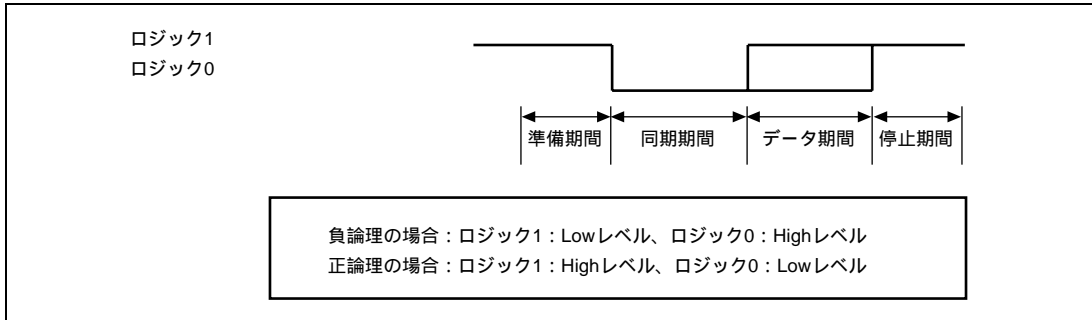 ロジック1
ロジック0
準備期間 同期期間 データ期間 停止期間
負論理の場合：ロジック1：Lowレベル、ロジック0：Highレベル
正論理の場合：ロジック1：Highレベル、ロジック0：Lowレベル